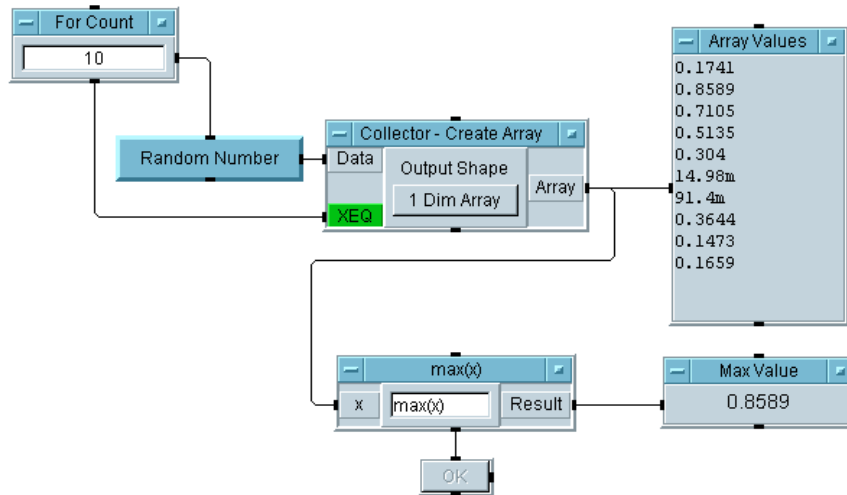 For Count
10
Random Number
Collector - Create Array
Data
Output Shape
1 Dim Array
Array
XEQ
Array Values
0.1741
0.8589
0.7105
0.5135
0.304
14.98m
91.4m
0.3644
0.1473
0.1659
max(x)
x
max(x)
Result
Max Value
0.8589
OK